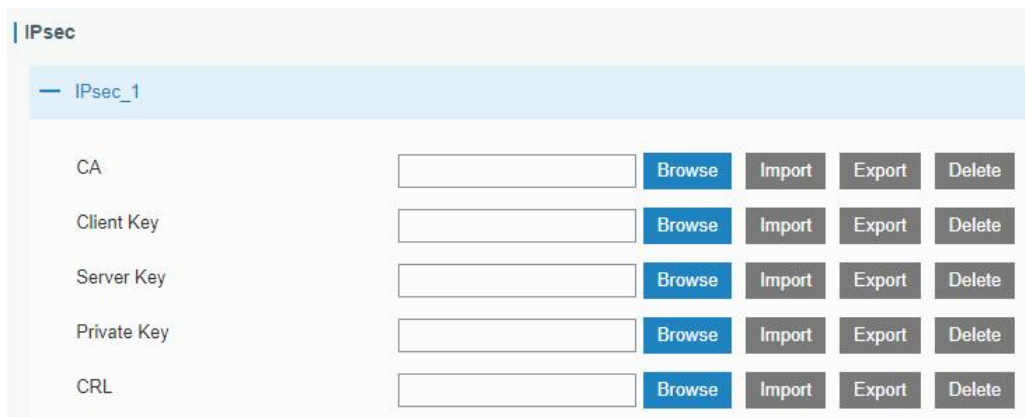 IPsec
IPsec_1
CA Browse Import Export Delete
Client Key Browse Import Export Delete
Server Key Browse Import Export Delete
Private Key Browse Import Export Delete
CRL Browse Import Export Delete